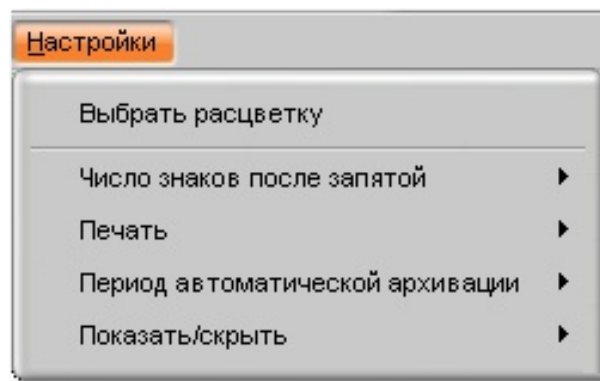 Настройки
Выбрать расцветку
Число знаков после запятой
Печать
Период автоматической архивации
Показать/скрыть